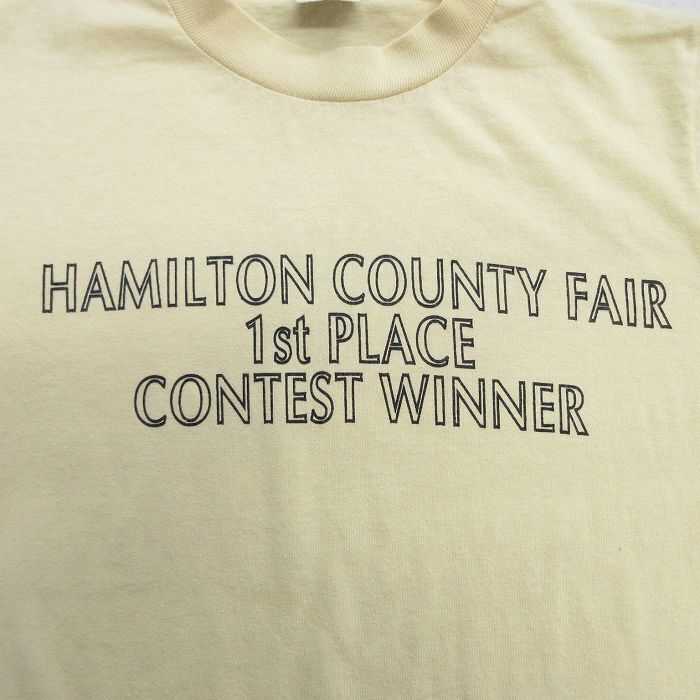 HAMILTON COUNTY FAIR
1st PLACE
CONTEST WINNER